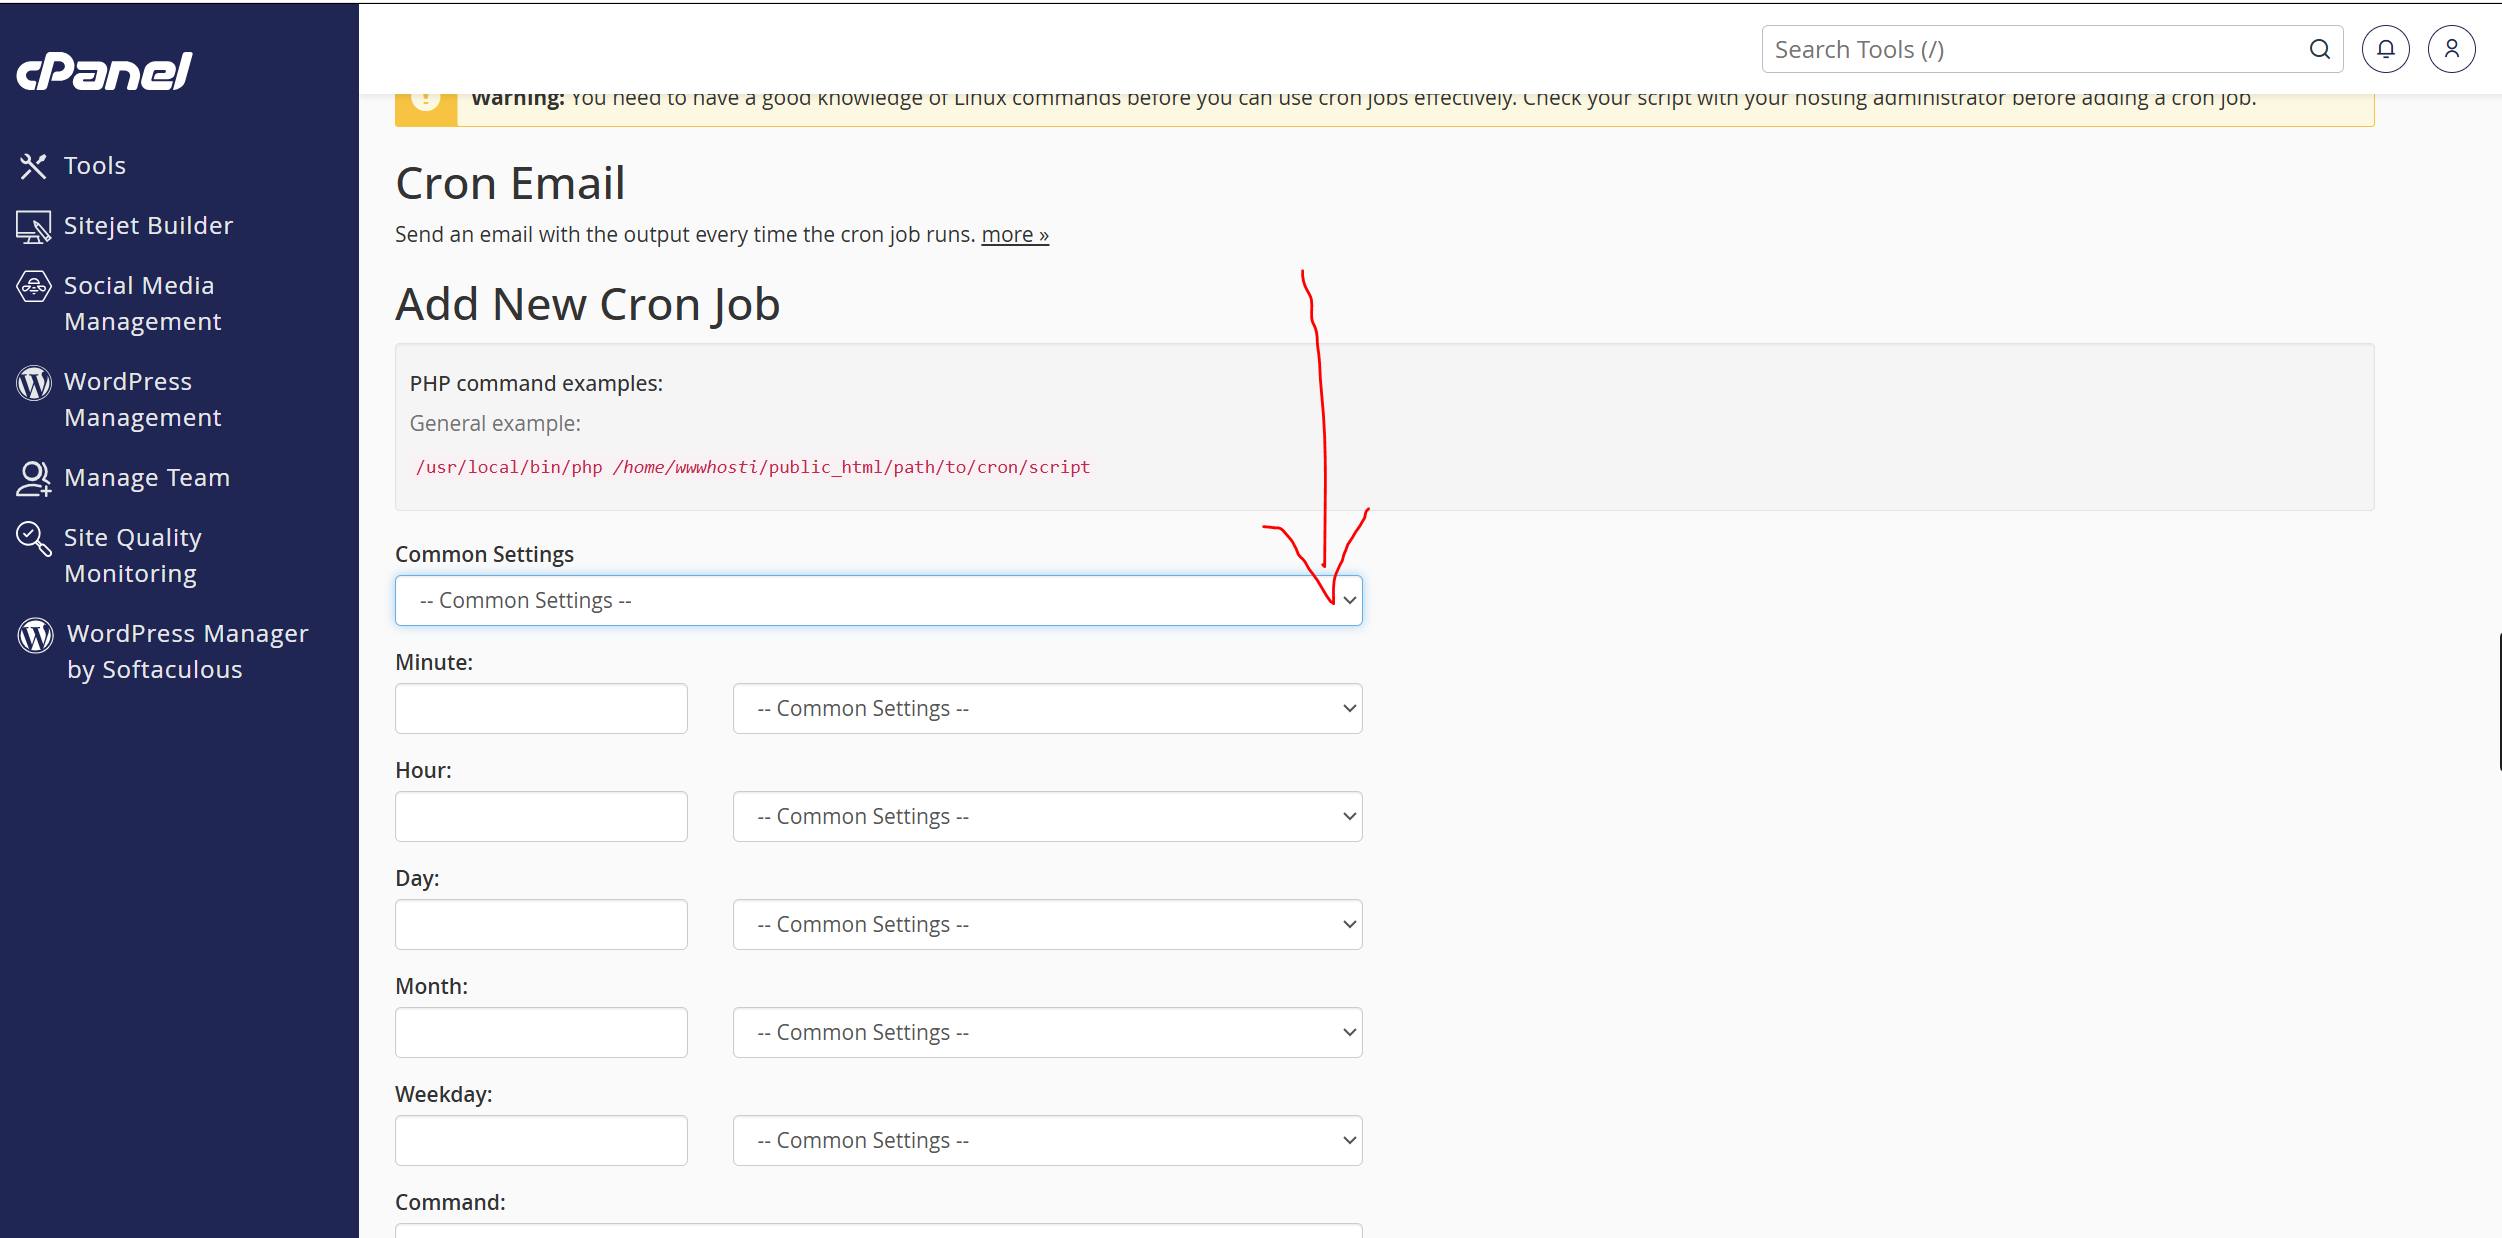 cPanel
Search Tools (/)
Warning: You need to have a good knowledge of Linux commands before you can use cron jobs effectively. Check your script with your hosting administrator before adding a cron job.
Tools
Sitejet Builder
Social Media
Management
WordPress
Management
Manage Team
Site Quality
Monitoring
WordPress Manager
by Softaculous
Cron Email
Send an email with the output every time the cron job runs. more »
Add New Cron Job
PHP command examples:
General example:
/usr/local/bin/php /home/wwwhosti/public_html/path/to/cron/script
Common Settings
-- Common Settings --
Minute:
-- Common Settings --
Hour:
-- Common Settings --
Day:
-- Common Settings --
Month:
-- Common Settings --
Weekday:
-- Common Settings --
Command: